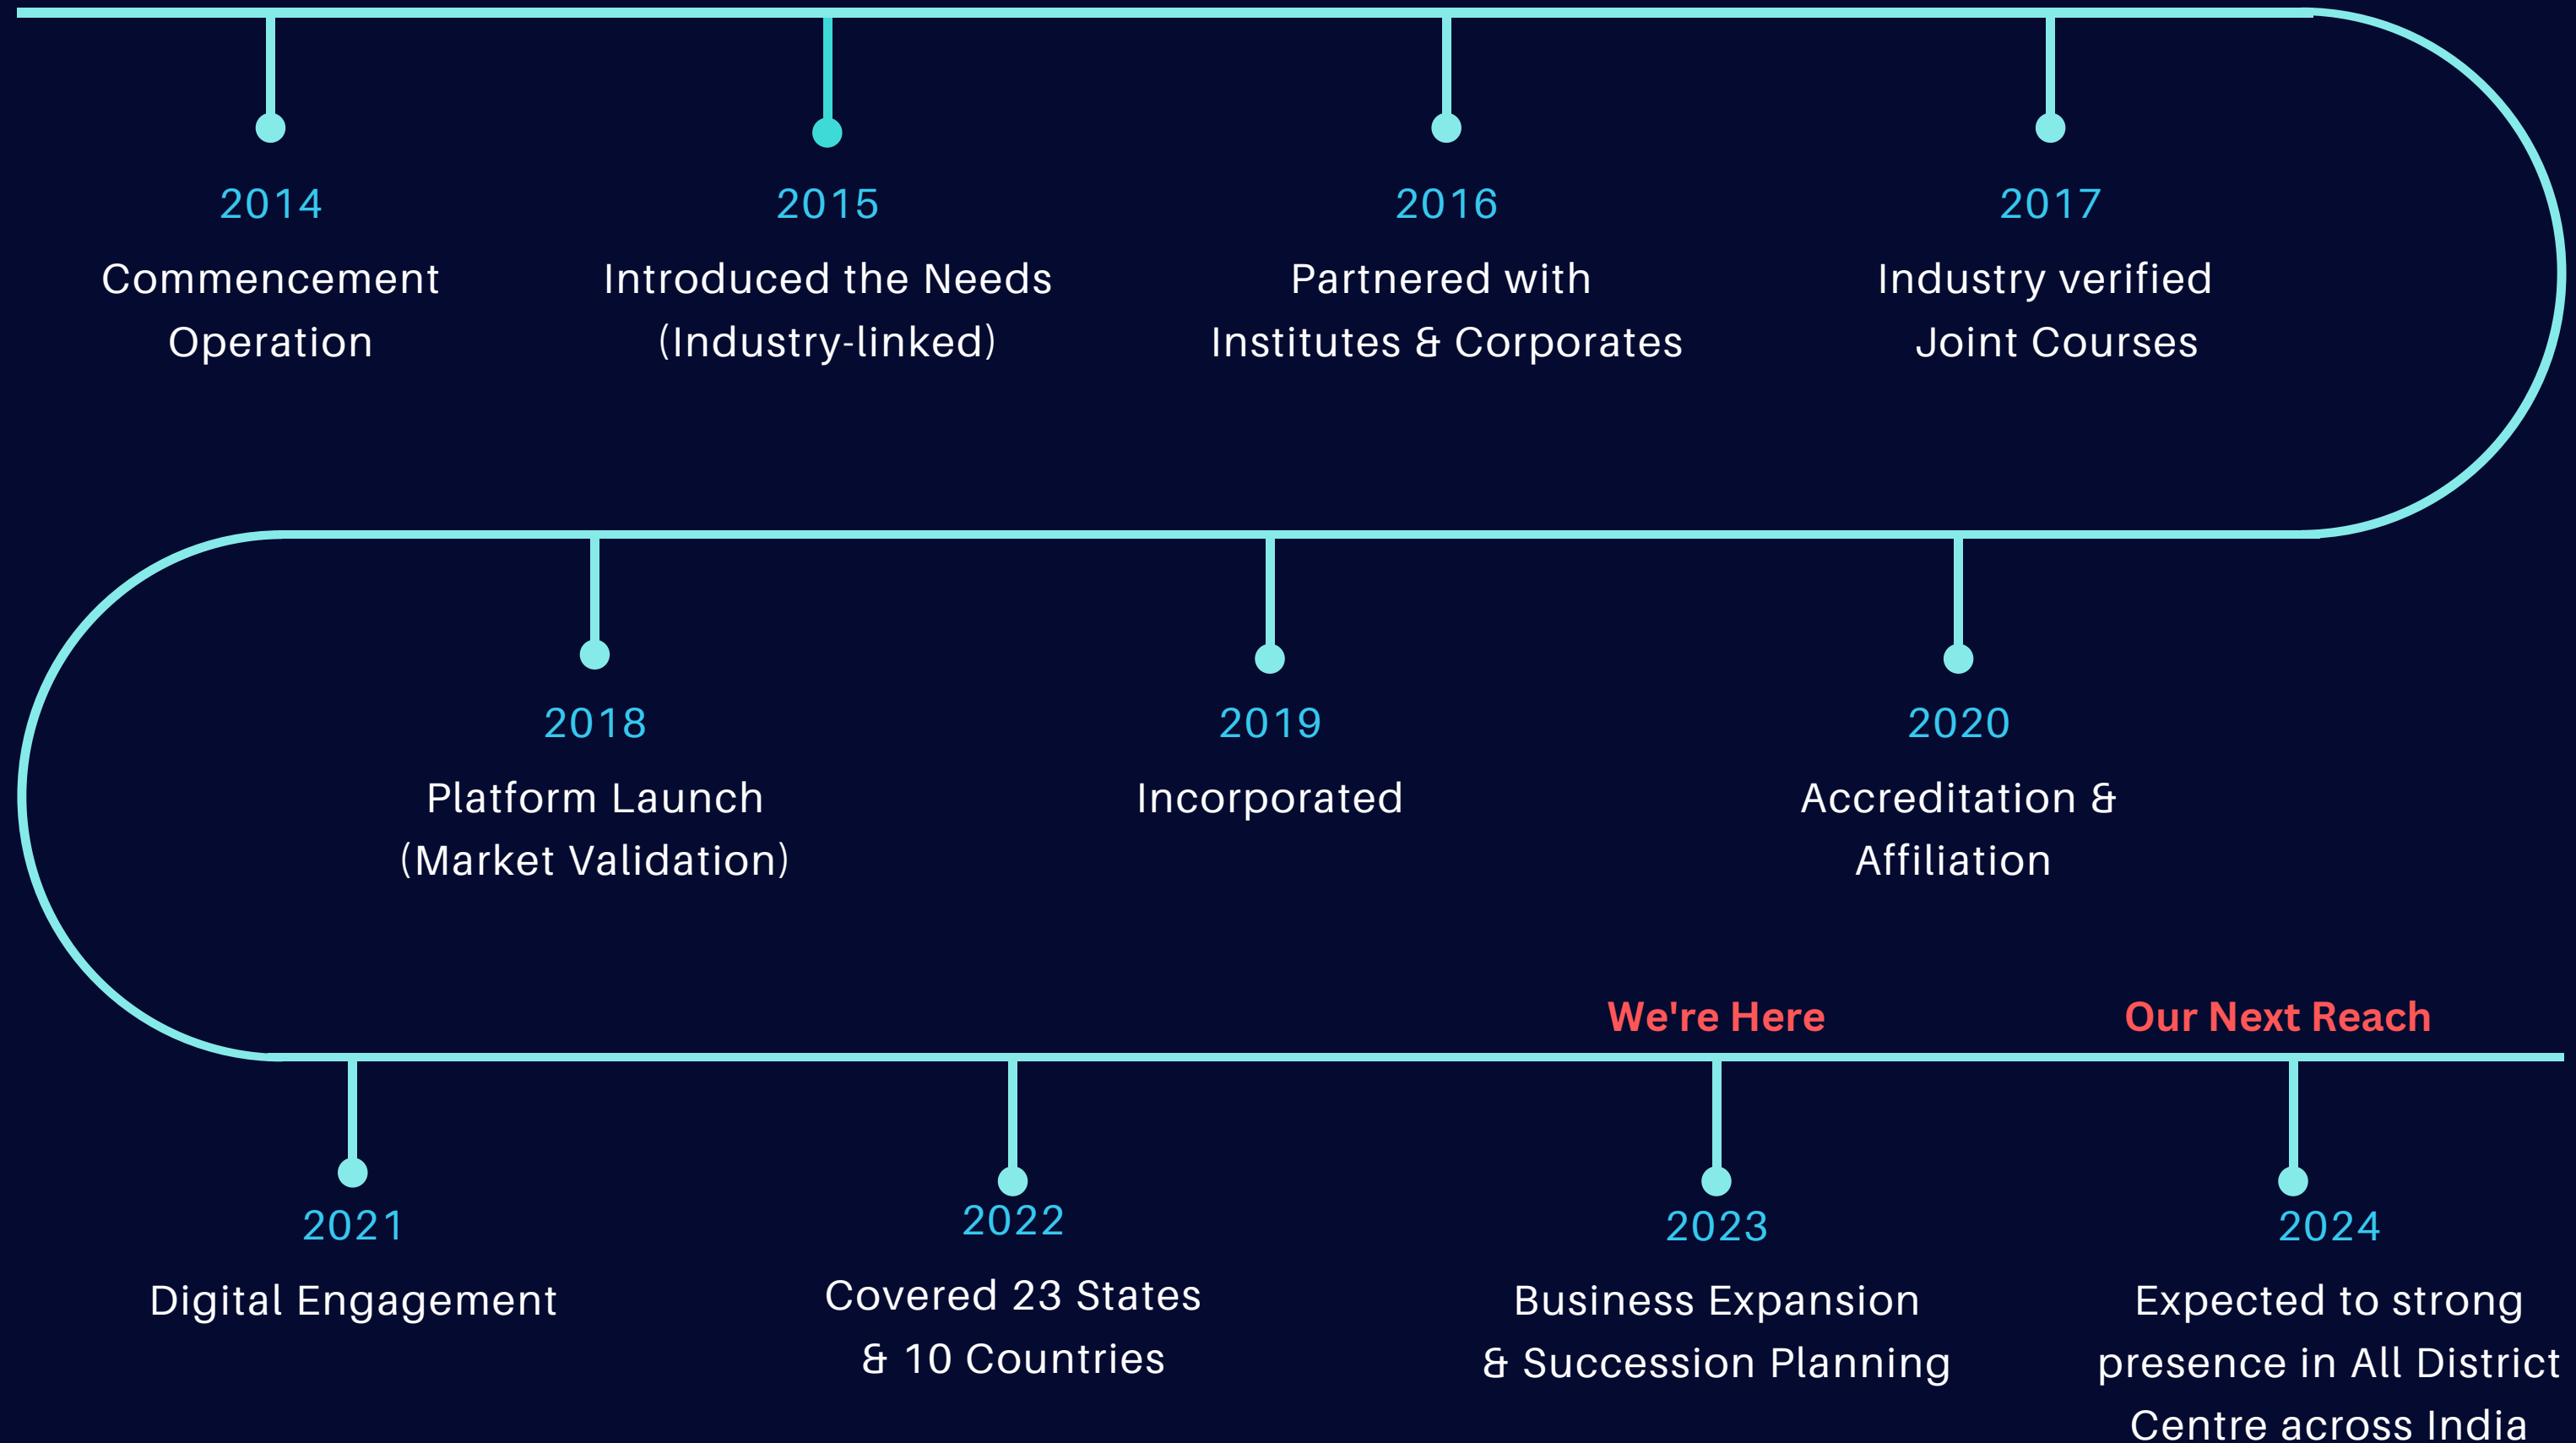 2014
Commencement
Operation
2015
Introduced the Needs
(Industry-linked)
2016
Partnered with
Institutes & Corporates
2017
Industry verified
Joint Courses
2018
Platform Launch
(Market Validation)
2019
Incorporated
2020
Accreditation &
Affiliation
2021
Digital Engagement
2022
Covered 23 States
& 10 Countries
We're Here
2023
Business Expansion
& Succession Planning
Our Next Reach
2024
Expected to strong
presence in All District
Centre across India